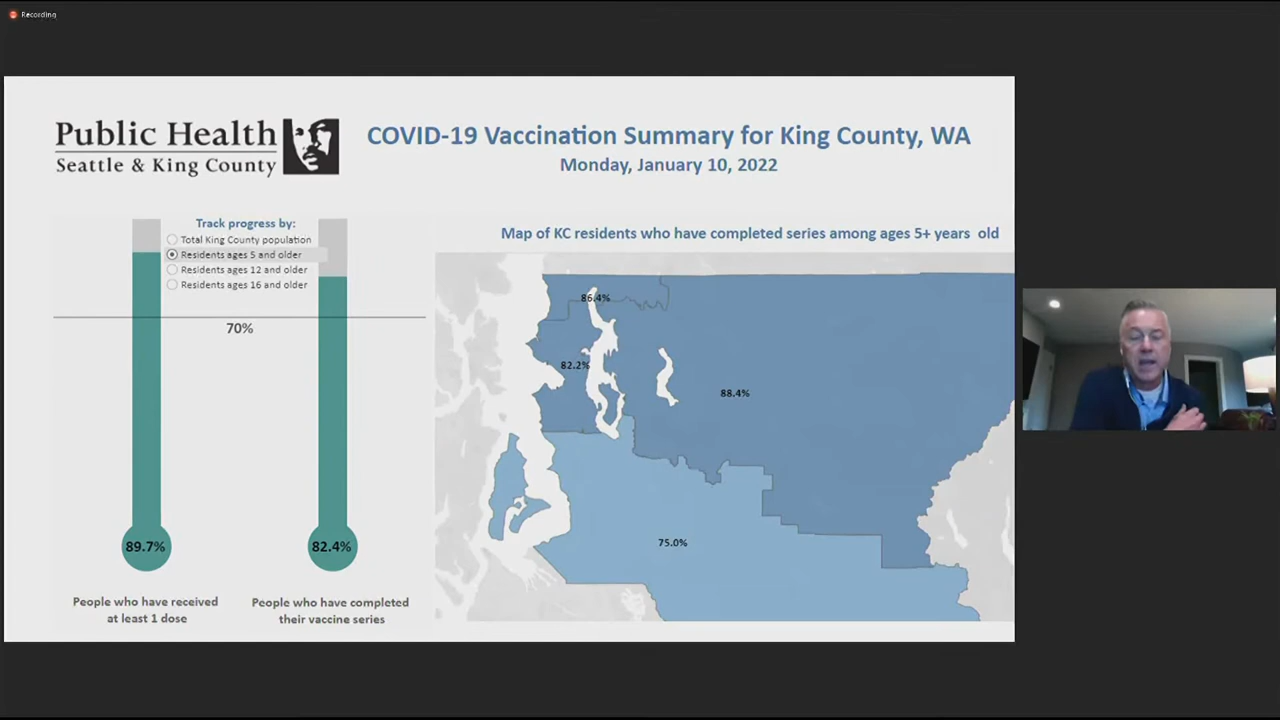 Recording
Public Health
Seattle & King County
COVID-19 Vaccination Summary for King County, WA
Monday, January 10, 2022
Track progress by:
Total King County population
Residents ages 5 and older
Residents ages 12 and older
Residents ages 16 and older
70%
89.7%
82.4%
People who have received
at least 1 dose
People who have completed
their vaccine series
Map of KC residents who have completed series among ages 5+ years old
86.4%
82.2%
88.4%
75.0%